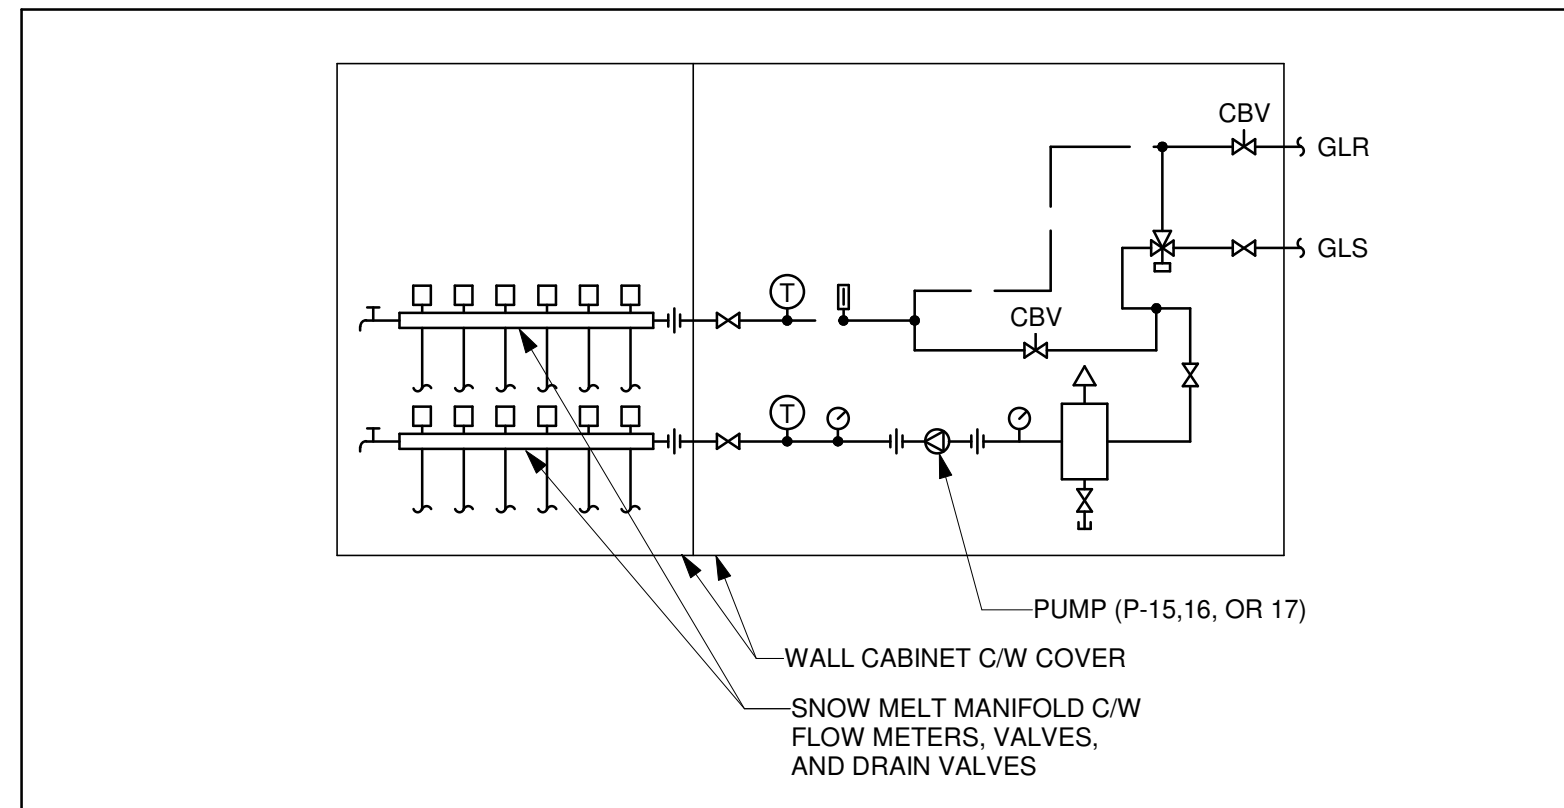 CBV
GLR
GLS
T
CBV
T
PUMP (P-15,16, OR 17)
WALL CABINET C/W COVER
SNOW MELT MANIFOLD C/W
FLOW METERS, VALVES,
AND DRAIN VALVES